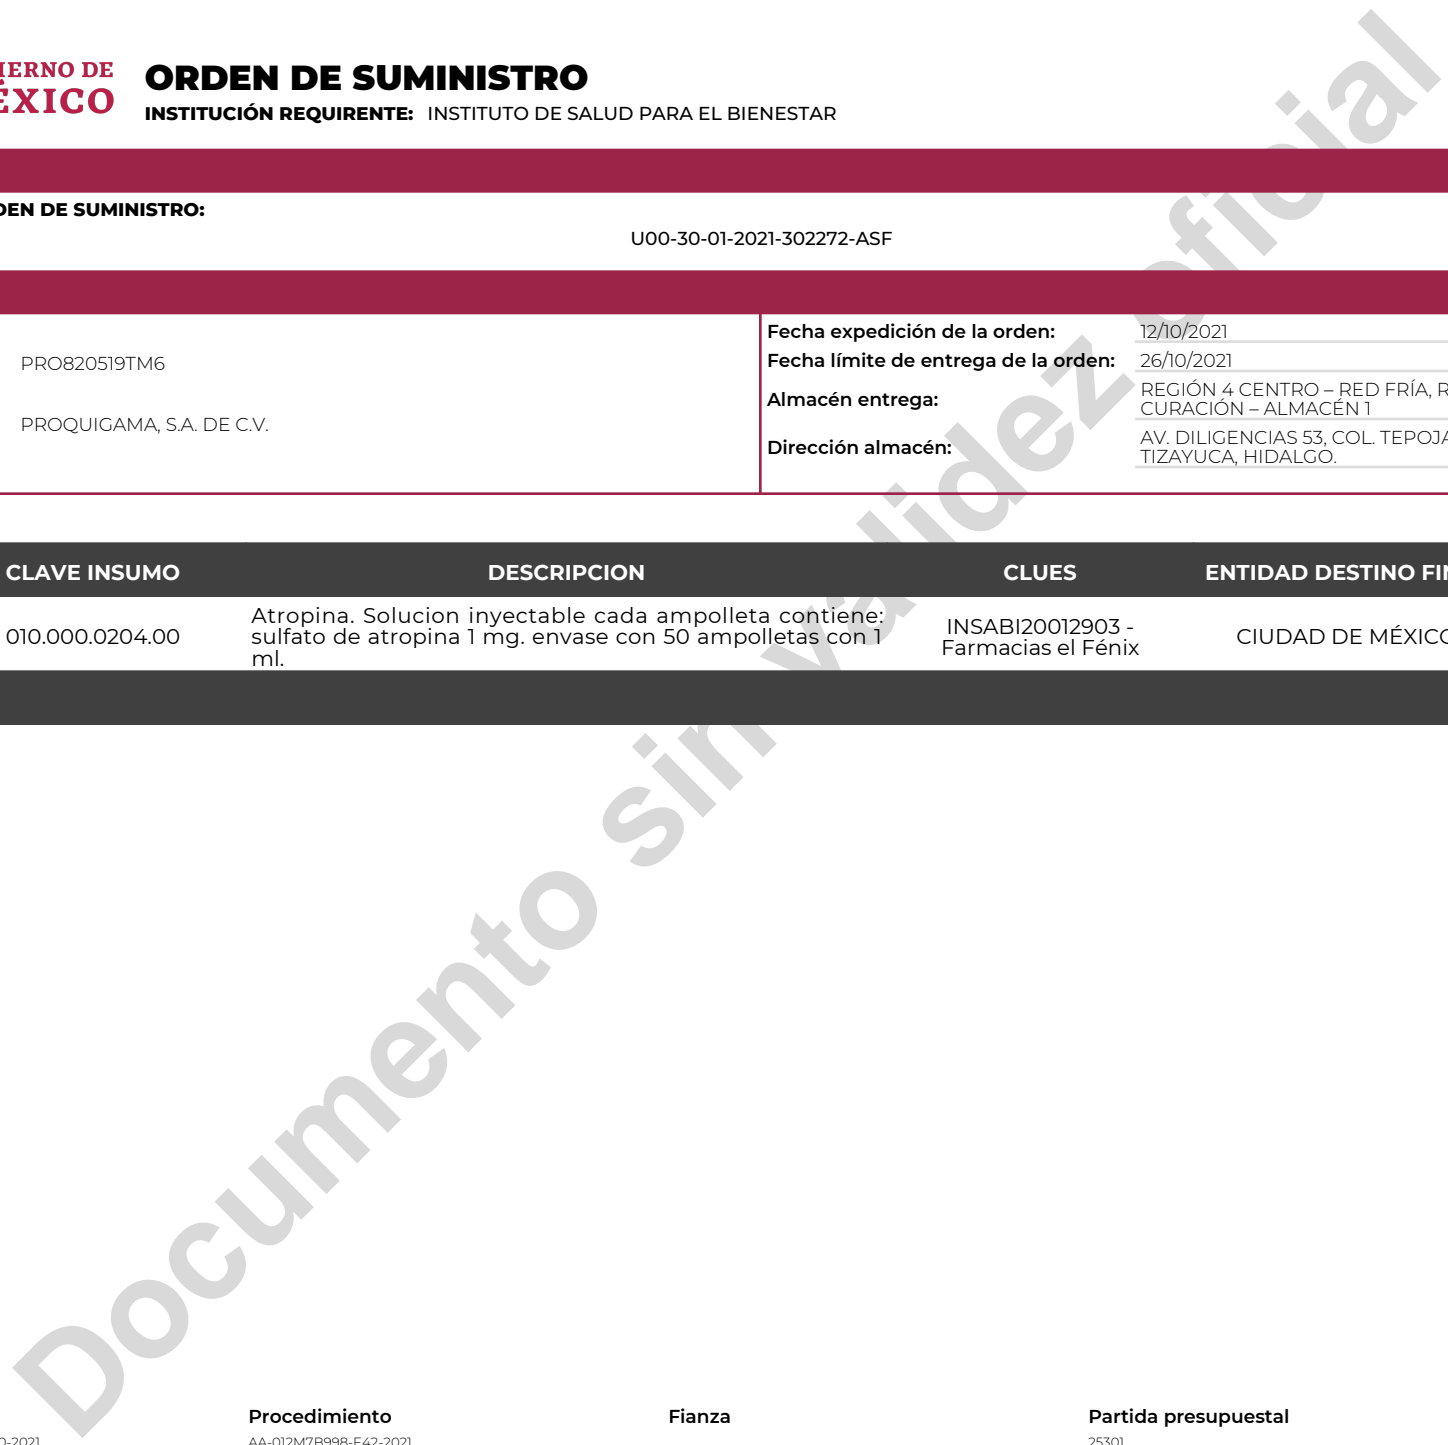 IERNO DE
ÉXICO
ORDEN DE SUMINISTRO
INSTITUCIÓN REQUIRENTE: INSTITUTO DE SALUD PARA EL BIENESTAR
DEN DE SUMINISTRO:
U00-30-01-2021-302272-ASF
PRO820519TM6
PROQUIGAMA, S.A. DE C.V.
Fecha expedición de la orden: 12/10/2021
Fecha límite de entrega de la orden: 26/10/2021
Almacén entrega: REGIÓN 4 CENTRO – RED FRÍA, R
CURACIÓN – ALMACÉN 1
Dirección almacén: AV. DILIGENCIAS 53, COL. TEPOJA
TIZAYUCA, HIDALGO.
CLAVE INSUMO DESCRIPCION CLUES ENTIDAD DESTINO FIN
010.000.0204.00
Atropina. Solucion inyectable cada ampolleta contiene:
sulfato de atropina 1 mg. envase con 50 ampolletas con 1
ml.
INSABI20012903 -
Farmacias el Fénix
CIUDAD DE MÉXICO
Documento sin validez oficial
Procedimiento Fianza Partida presupuestal
0-2021 AA-012M7B998-E42-2021 25301